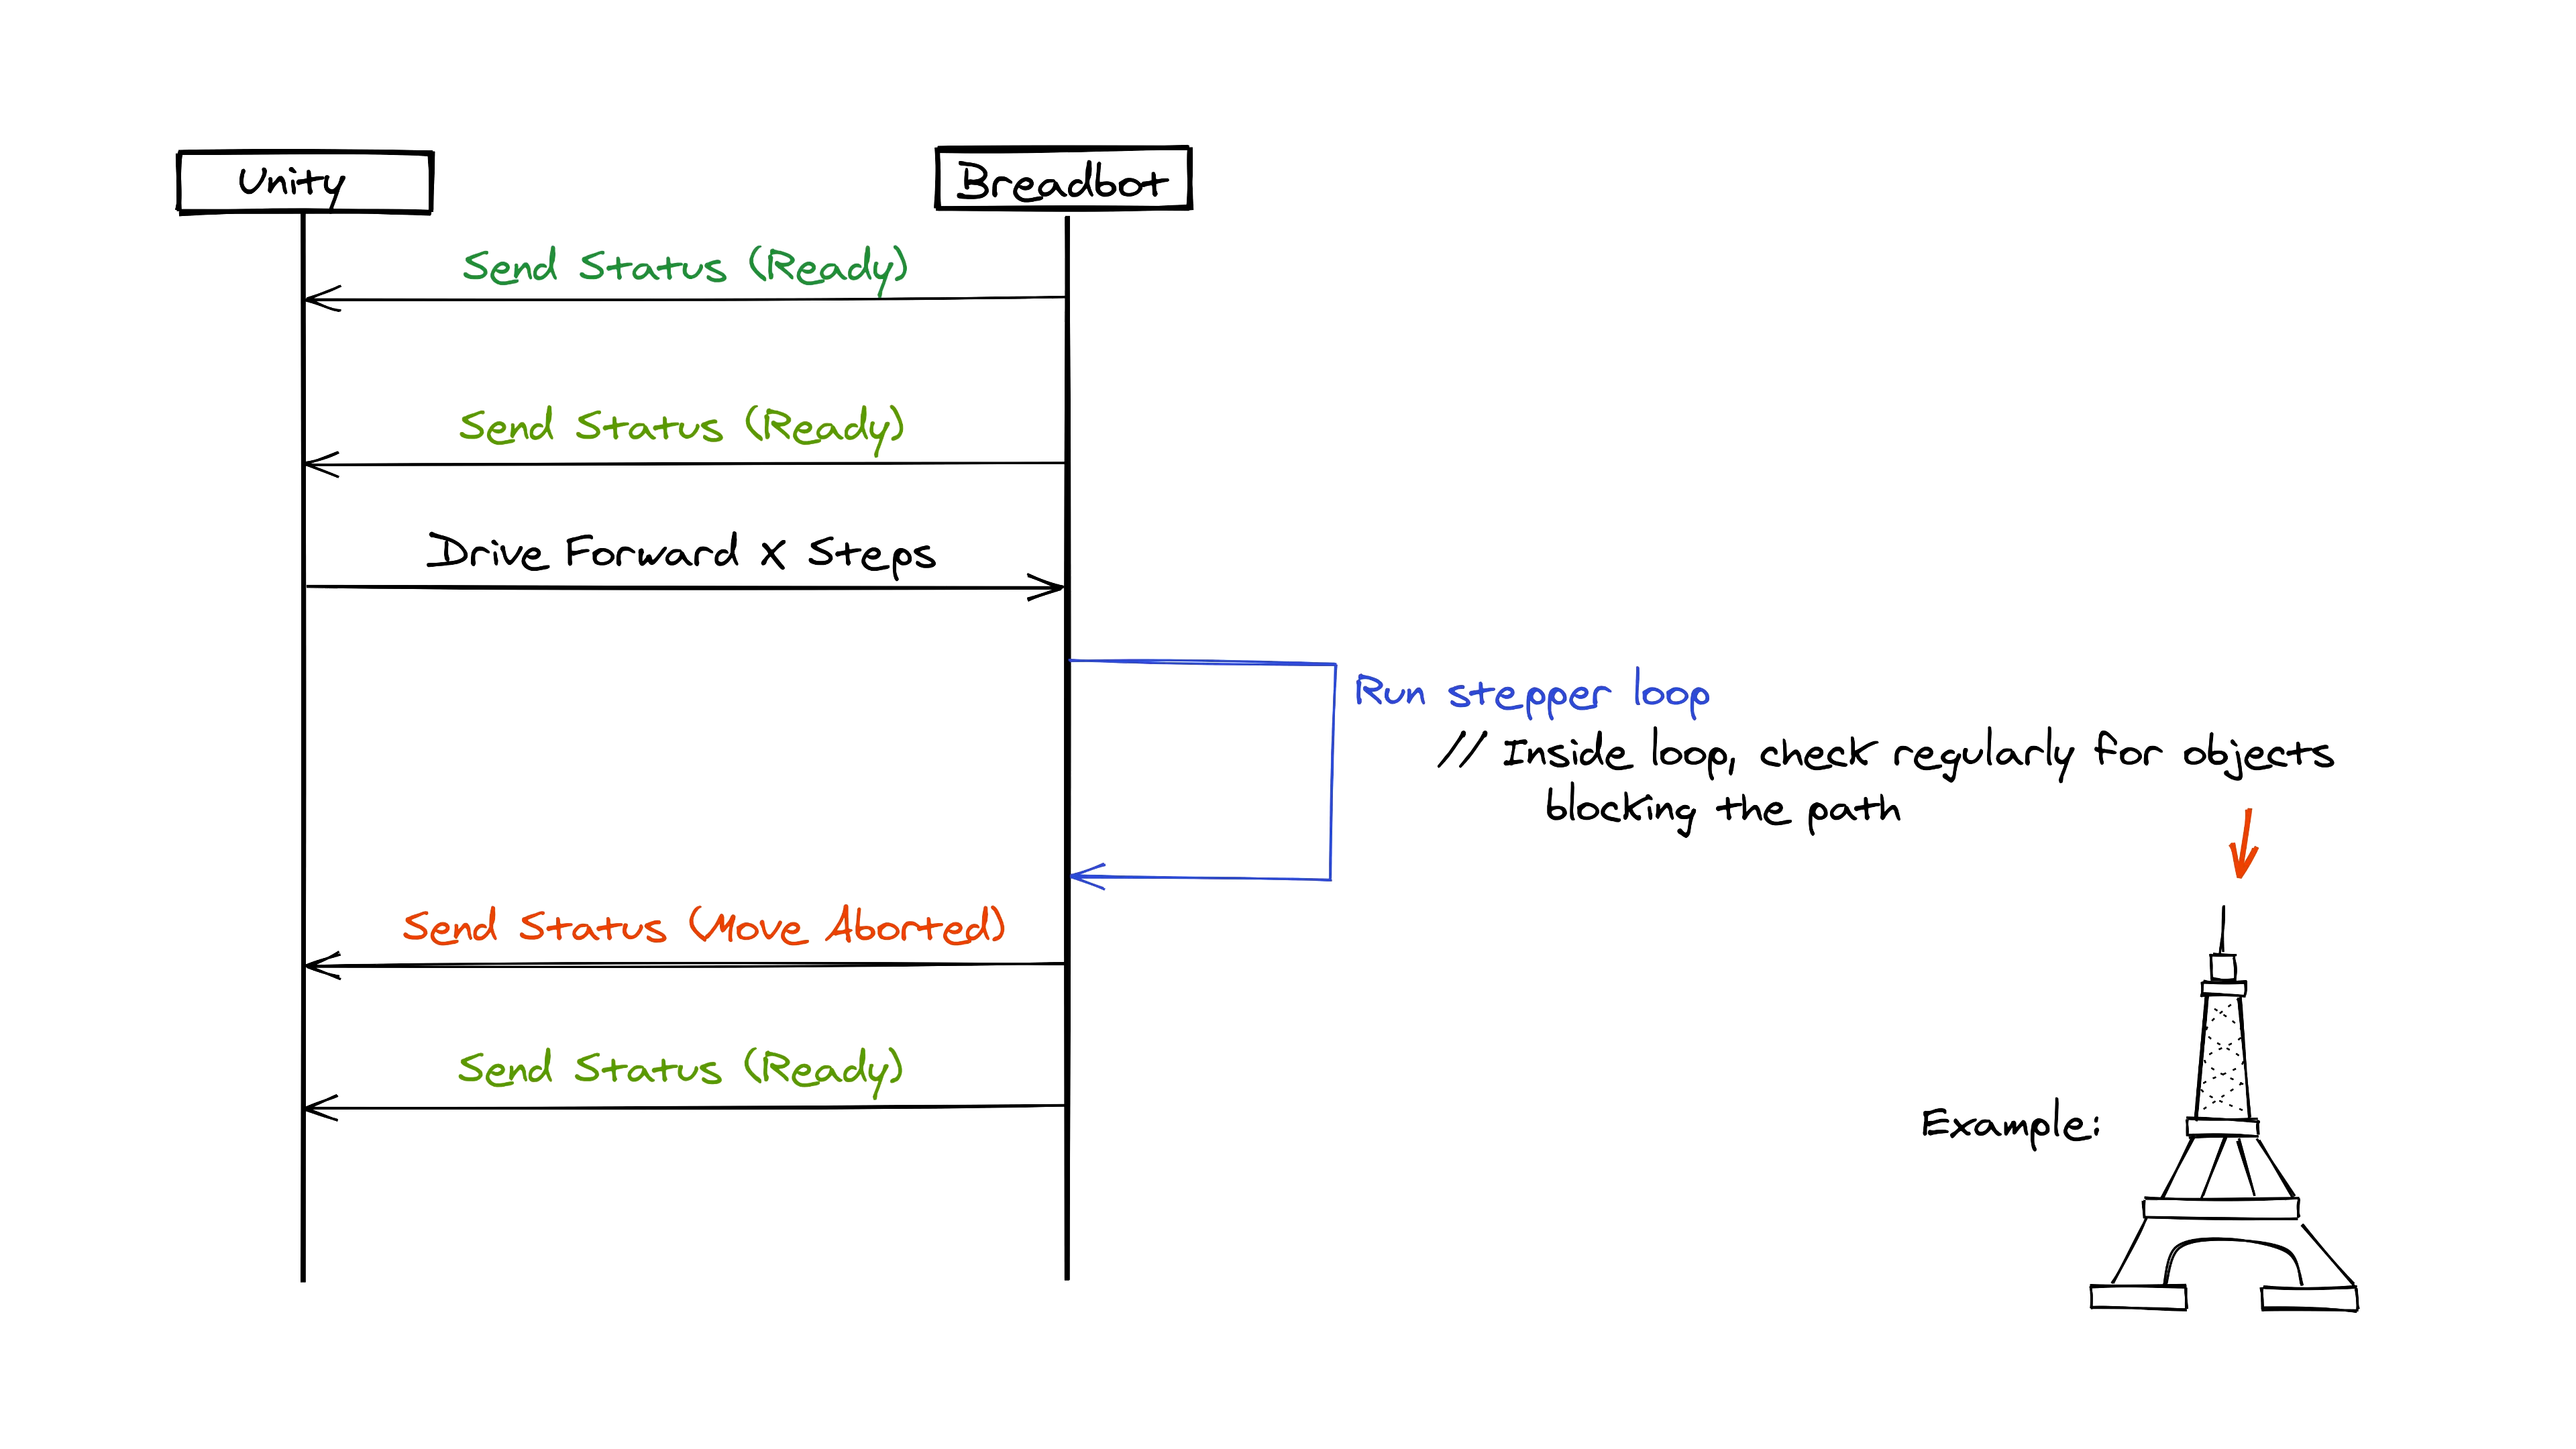 Unity
Breadbot
Send Status (Ready)
Send Status (Ready)
Drive Forward X Steps
Run stepper loop
// Inside loop, check regularly for objects
blocking the path
Send Status (Move Aborted)
Send Status (Ready)
Example: